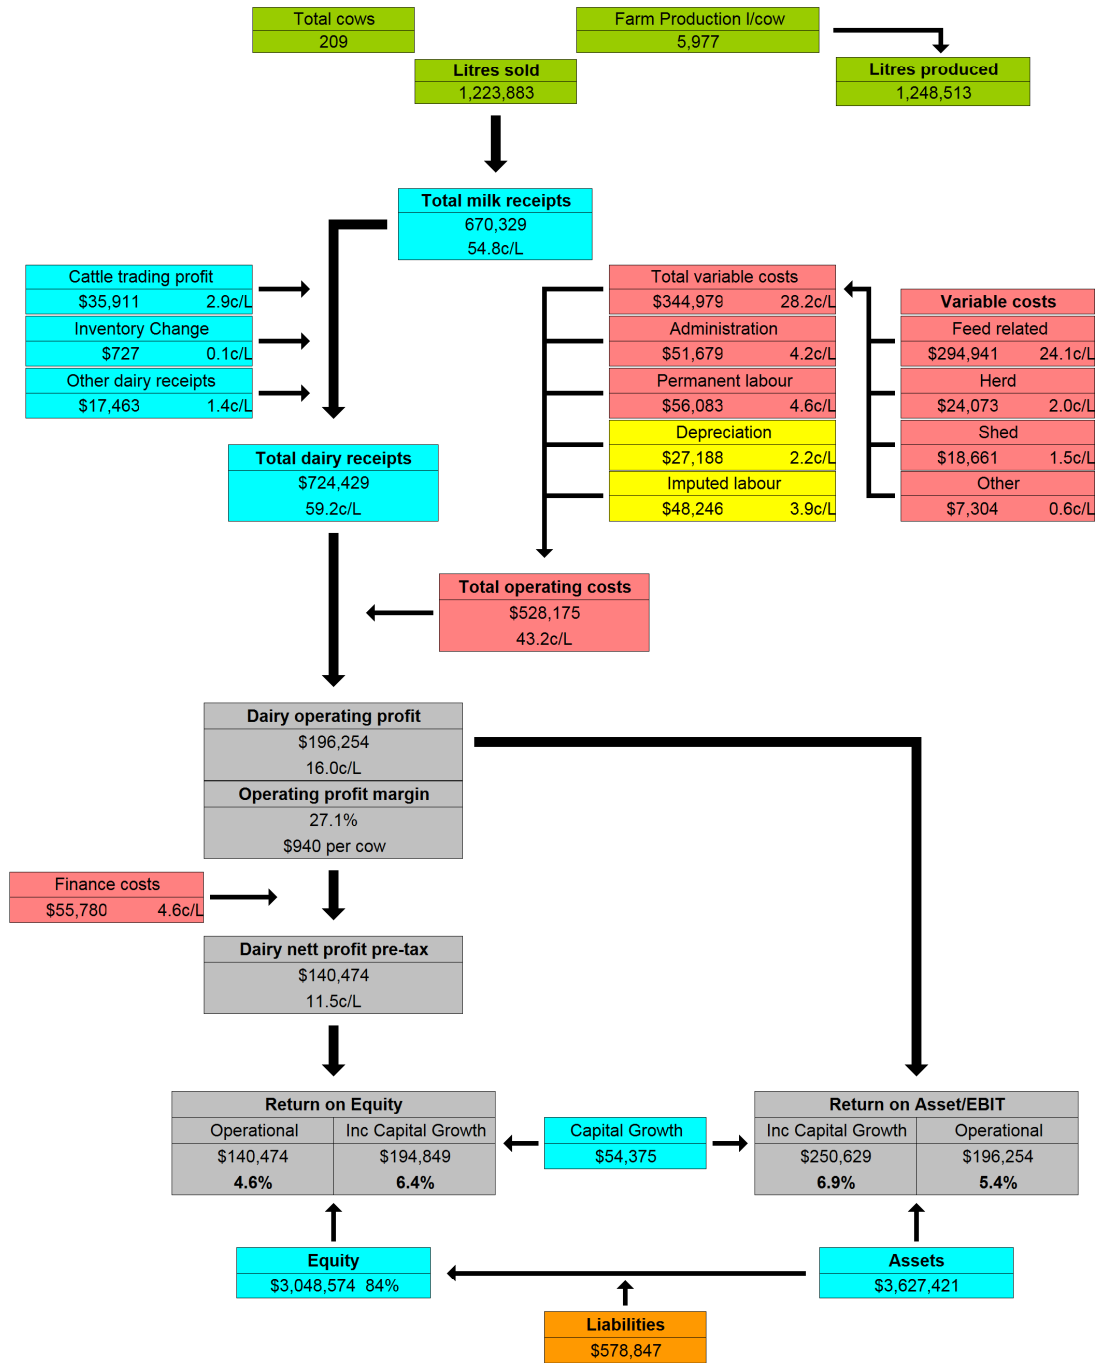 Total cows
209
Farm Production l/cow
5,977
Litres sold
1,223,883
Litres produced
1,248,513
Total milk receipts
670,329
54.8c/L
Cattle trading profit
$35,911 2.9c/L
Inventory Change
$727 0.1c/L
Other dairy receipts
$17,463 1.4c/L
Total variable costs
$344,979 28.2c/L
Administration
$51,679 4.2c/L
Permanent labour
$56,083 4.6c/L
Depreciation
$27,188 2.2c/L
Imputed labour
$48,246 3.9c/L
Variable costs
Feed related
$294,941 24.1c/L
Herd
$24,073 2.0c/L
Shed
$18,661 1.5c/L
Other
$7,304 0.6c/L
Total dairy receipts
$724,429
59.2c/L
Total operating costs
$528,175
43.2c/L
Dairy operating profit
$196,254
16.0c/L
Operating profit margin
27.1%
$940 per cow
Finance costs
$55,780 4.6c/L
Dairy nett profit pre-tax
$140,474
11.5c/L
Return on Equity
Operational Inc Capital Growth
$140,474 $194,849
4.6% 6.4%
Capital Growth
$54,375
Return on Asset/EBIT
Inc Capital Growth Operational
$250,629 $196,254
6.9% 5.4%
Equity
$3,048,574 84%
Assets
$3,627,421
Liabilities
$578,847